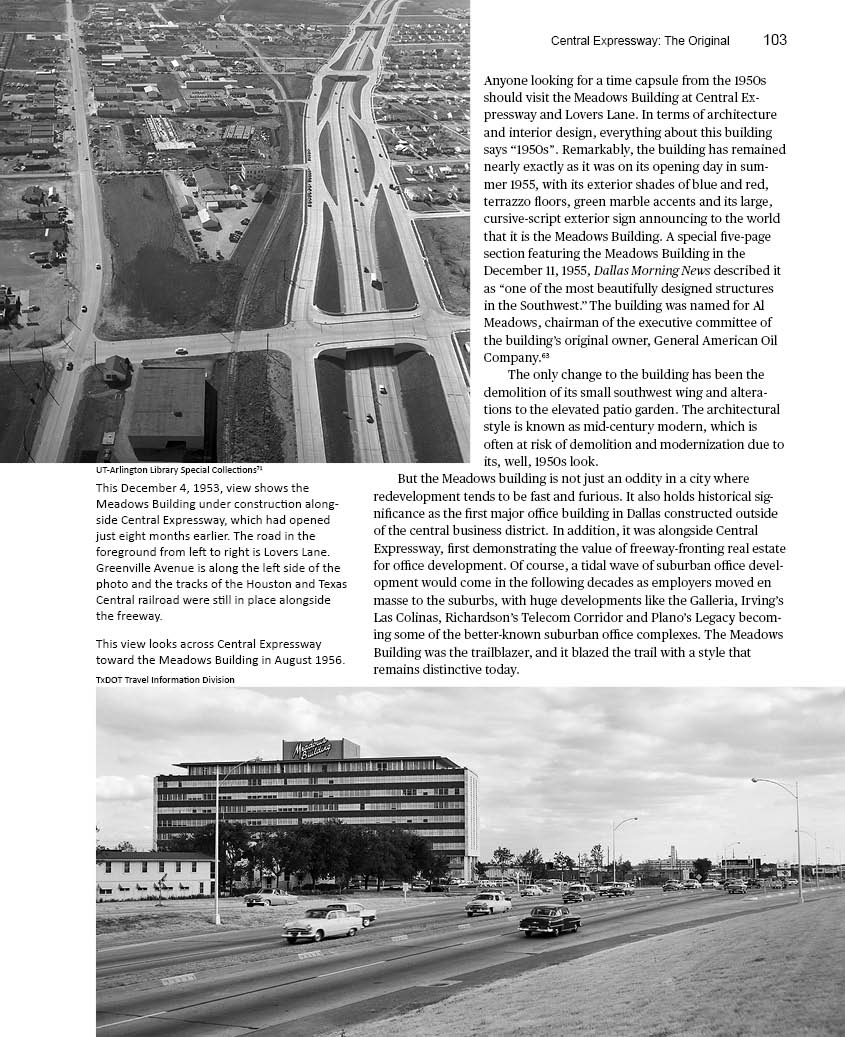 Central Expressway: The Original 103
Anyone looking for a time capsule from the 1950s
should visit the Meadows Building at Central Ex-
pressway and Lovers Lane. In terms of architecture
and interior design, everything about this building
says “1950s”. Remarkably, the building has remained
nearly exactly as it was on its opening day in sum-
mer 1955, with its exterior shades of blue and red,
terrazzo floors, green marble accents and its large,
cursive-script exterior sign announcing to the world
that it is the Meadows Building. A special five-page
section featuring the Meadows Building in the
December 11, 1955, Dallas Morning News described it
as “one of the most beautifully designed structures
in the Southwest.” The building was named for Al
Meadows, chairman of the executive committee of
the building’s original owner, General American Oil
Company.63
The only change to the building has been the
demolition of its small southwest wing and altera-
tions to the elevated patio garden. The architectural
style is known as mid-century modern, which is
often at risk of demolition and modernization due to
its, well, 1950s look.
But the Meadows building is not just an oddity in a city where
redevelopment tends to be fast and furious. It also holds historical sig-
nificance as the first major office building in Dallas constructed outside
of the central business district. In addition, it was alongside Central
Expressway, first demonstrating the value of freeway-fronting real estate
for office development. Of course, a tidal wave of suburban office devel-
opment would come in the following decades as employers moved en
masse to the suburbs, with huge developments like the Galleria, Irving’s
Las Colinas, Richardson’s Telecom Corridor and Plano’s Legacy becom-
ing some of the better-known suburban office complexes. The Meadows
Building was the trailblazer, and it blazed the trail with a style that
remains distinctive today.
UT-Arlington Library Special Collections71
This December 4, 1953, view shows the
Meadows Building under construction along-
side Central Expressway, which had opened
just eight months earlier. The road in the
foreground from left to right is Lovers Lane.
Greenville Avenue is along the left side of the
photo and the tracks of the Houston and Texas
Central railroad were still in place alongside
the freeway.
This view looks across Central Expressway
toward the Meadows Building in August 1956.
TxDOT Travel Information Division
Meadows
Building